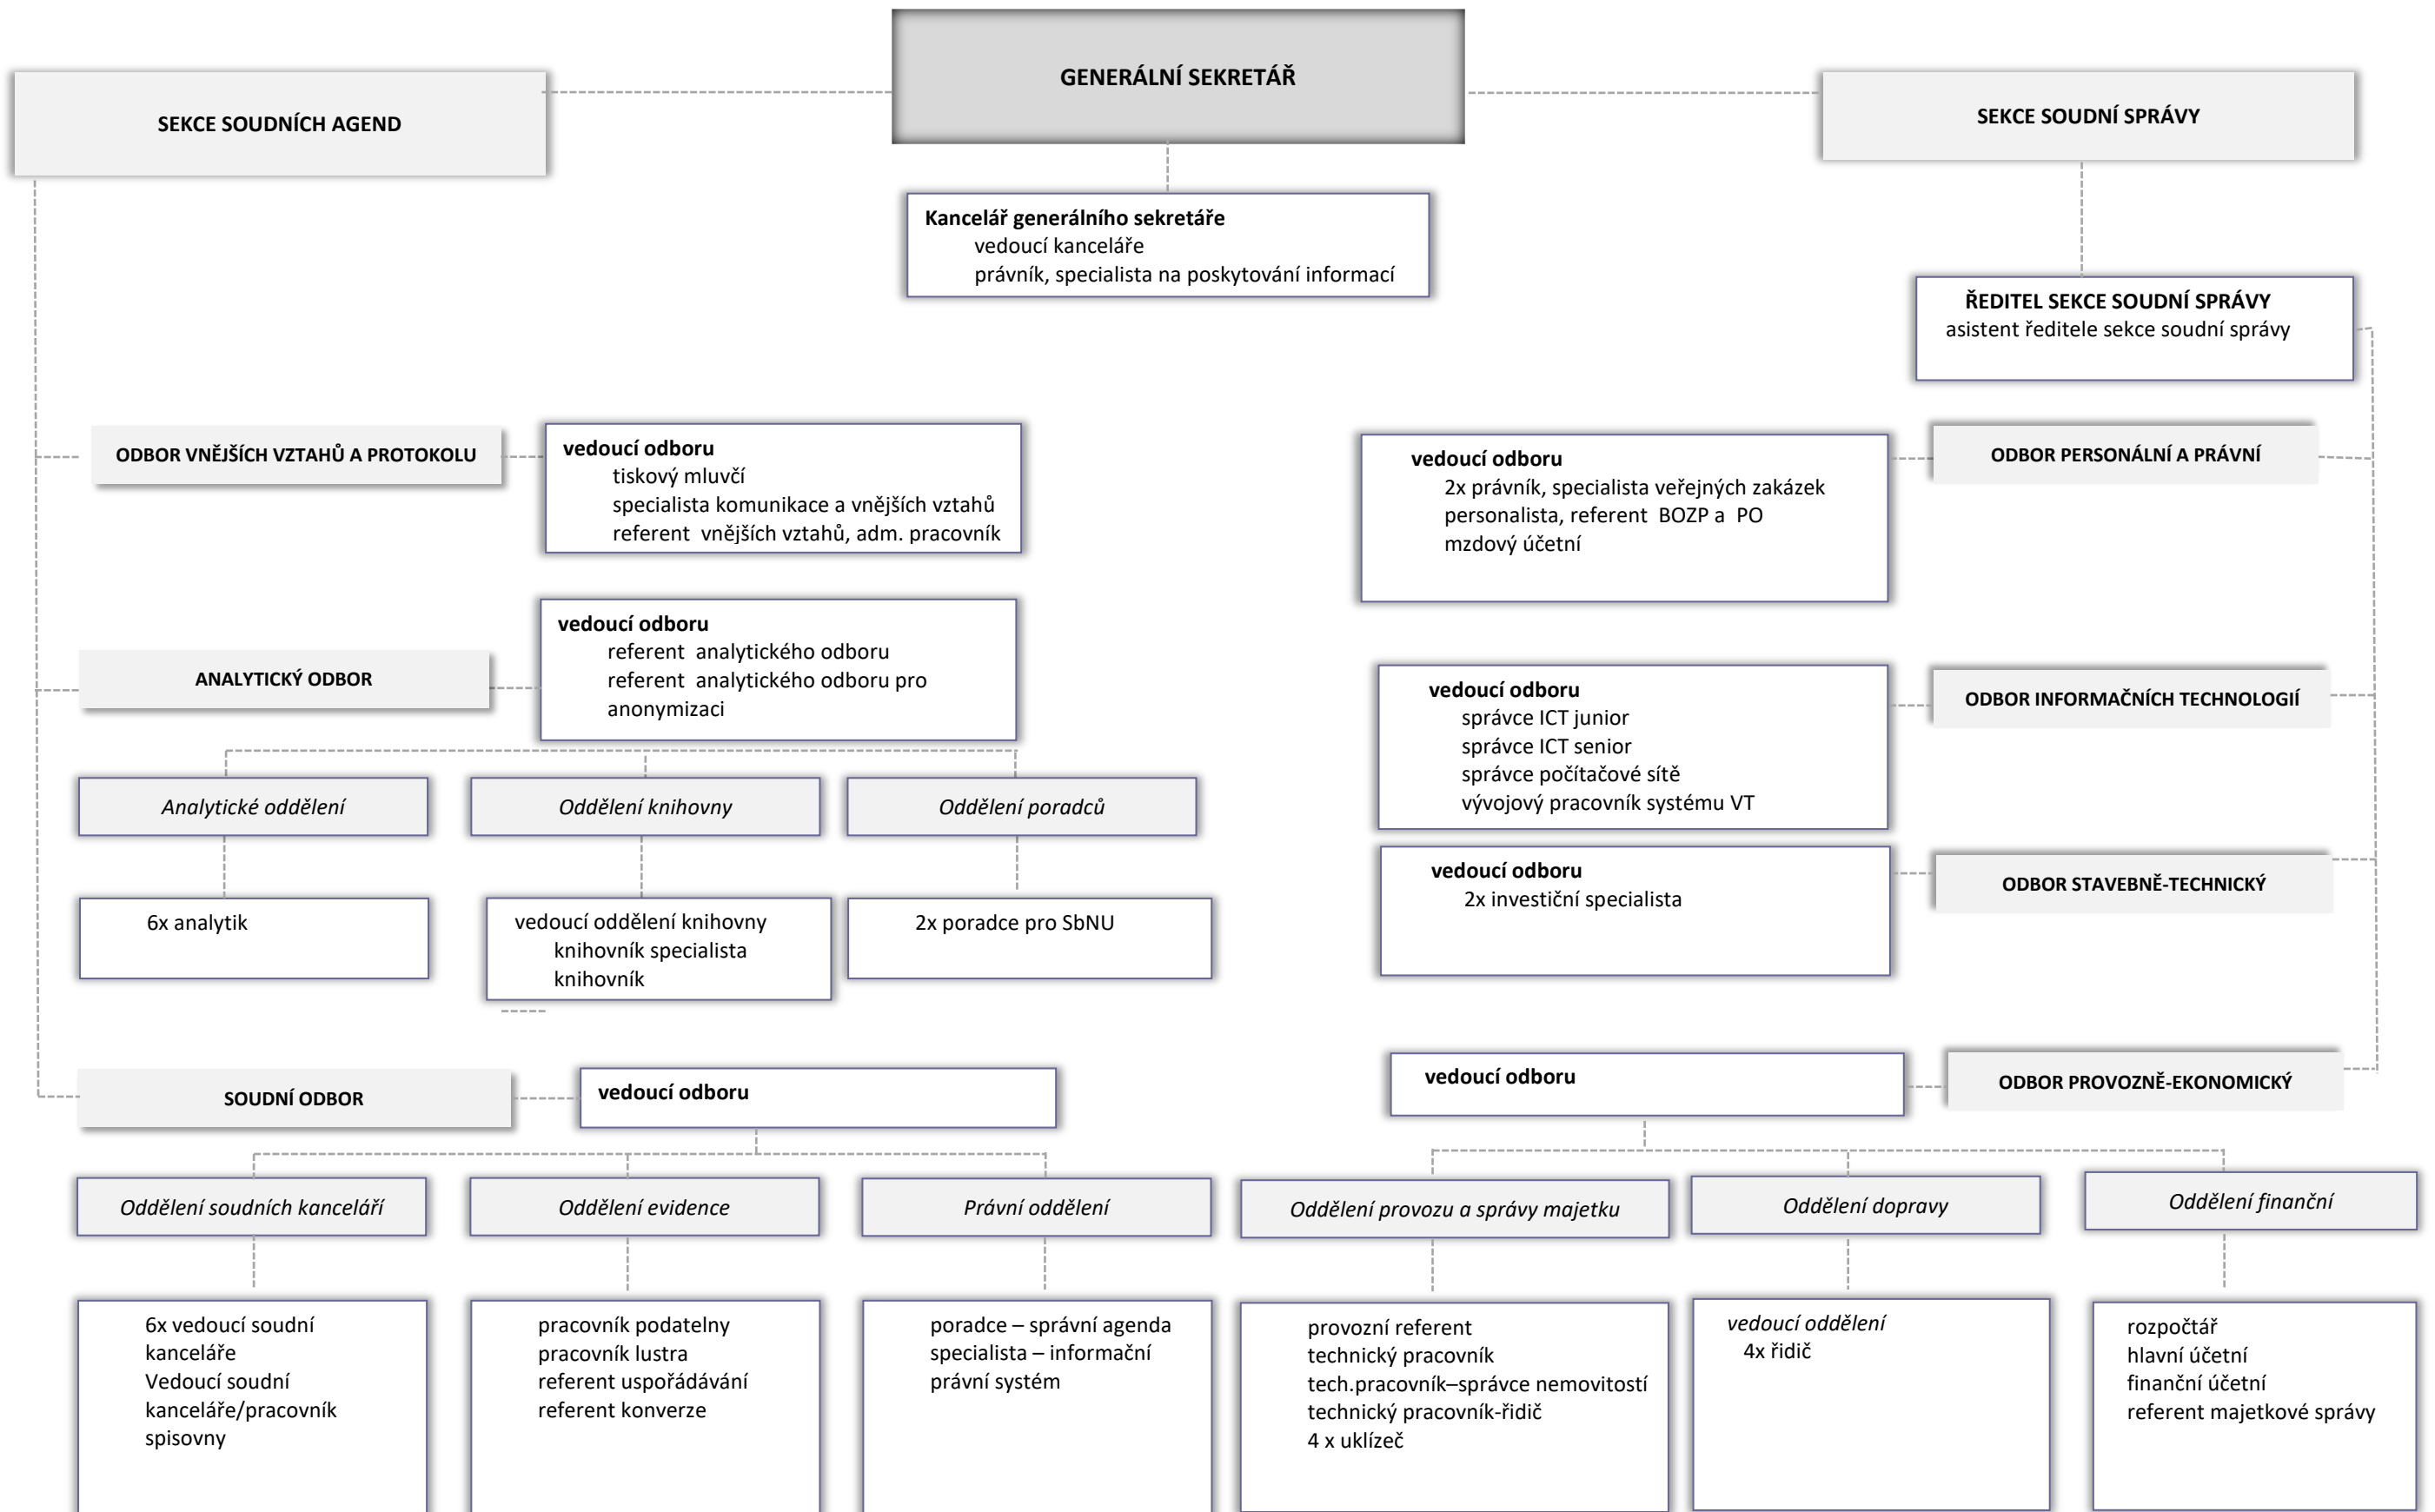 GENERÁLNÍ SEKRETÁŘ
SEKCE SOUDNÍCH AGEND
SEKCE SOUDNÍ SPRÁVY
Kancelář generálního sekretáře
vedoucí kanceláře
právník, specialista na poskytování informací
ŘEDITEL SEKCE SOUDNÍ SPRÁVY
asistent ředitele sekce soudní správy
ODBOR VNĚJŠÍCH VZTAHŮ A PROTOKOLU
vedoucí odboru
tiskový mluvčí
specialista komunikace a vnějších vztahů
referent vnějších vztahů, adm. pracovník
vedoucí odboru
2x právník, specialista veřejných zakázek
personalista, referent BOZP a PO
mzdový účetní
ODBOR PERSONÁLNÍ A PRÁVNÍ
ANALYTICKÝ ODBOR
vedoucí odboru
referent analytického odboru
referent analytického odboru pro
anonymizaci
vedoucí odboru
správce ICT junior
správce ICT senior
správce počítačové sítě
vývojový pracovník systému VT
ODBOR INFORMAČNÍCH TECHNOLOGIÍ
Analytické oddělení
Oddělení knihovny
Oddělení poradců
6x analytik
vedoucí oddělení knihovny
knihovník specialista
knihovník
2x poradce pro SbNU
vedoucí odboru
2x investiční specialista
ODBOR STAVEBNĚ-TECHNICKÝ
SOUDNÍ ODBOR
vedoucí odboru
vedoucí odboru
ODBOR PROVOZNĚ-EKONOMICKÝ
Oddělení soudních kanceláří
Oddělení evidence
Právní oddělení
Oddělení provozu a správy majetku
Oddělení dopravy
Oddělení finanční
6x vedoucí soudní
kanceláře
Vedoucí soudní
kanceláře/pracovník
spisovny
pracovník podatelny
pracovník lustra
referent uspořádávání
referent konverze
poradce – správní agenda
specialista – informační
právní systém
provozní referent
technický pracovník
tech.pracovník–správce nemovitostí
technický pracovník-řidič
4 x uklízeč
vedoucí oddělení
4x řidič
rozpočtář
hlavní účetní
finanční účetní
referent majetkové správy